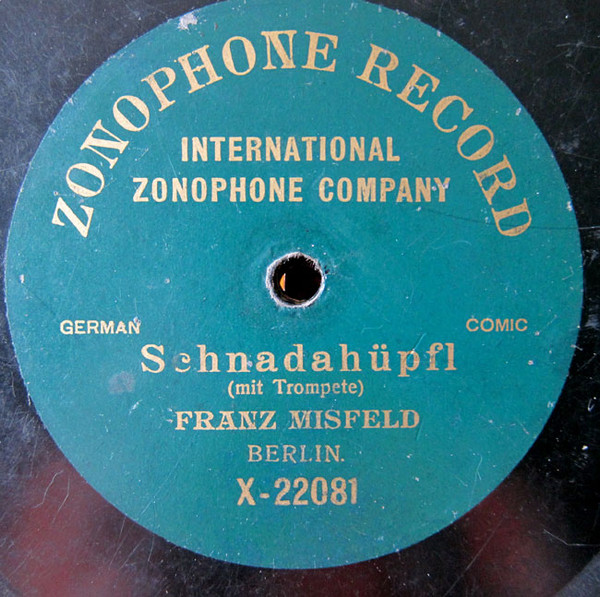 ZONOPHONE RECORD
INTERNATIONAL
ZONOPHONE COMPANY
GERMAN
COMIC
Schnadahüpfl
(mit Trompete)
FRANZ MISFELD
BERLIN.
X-22081